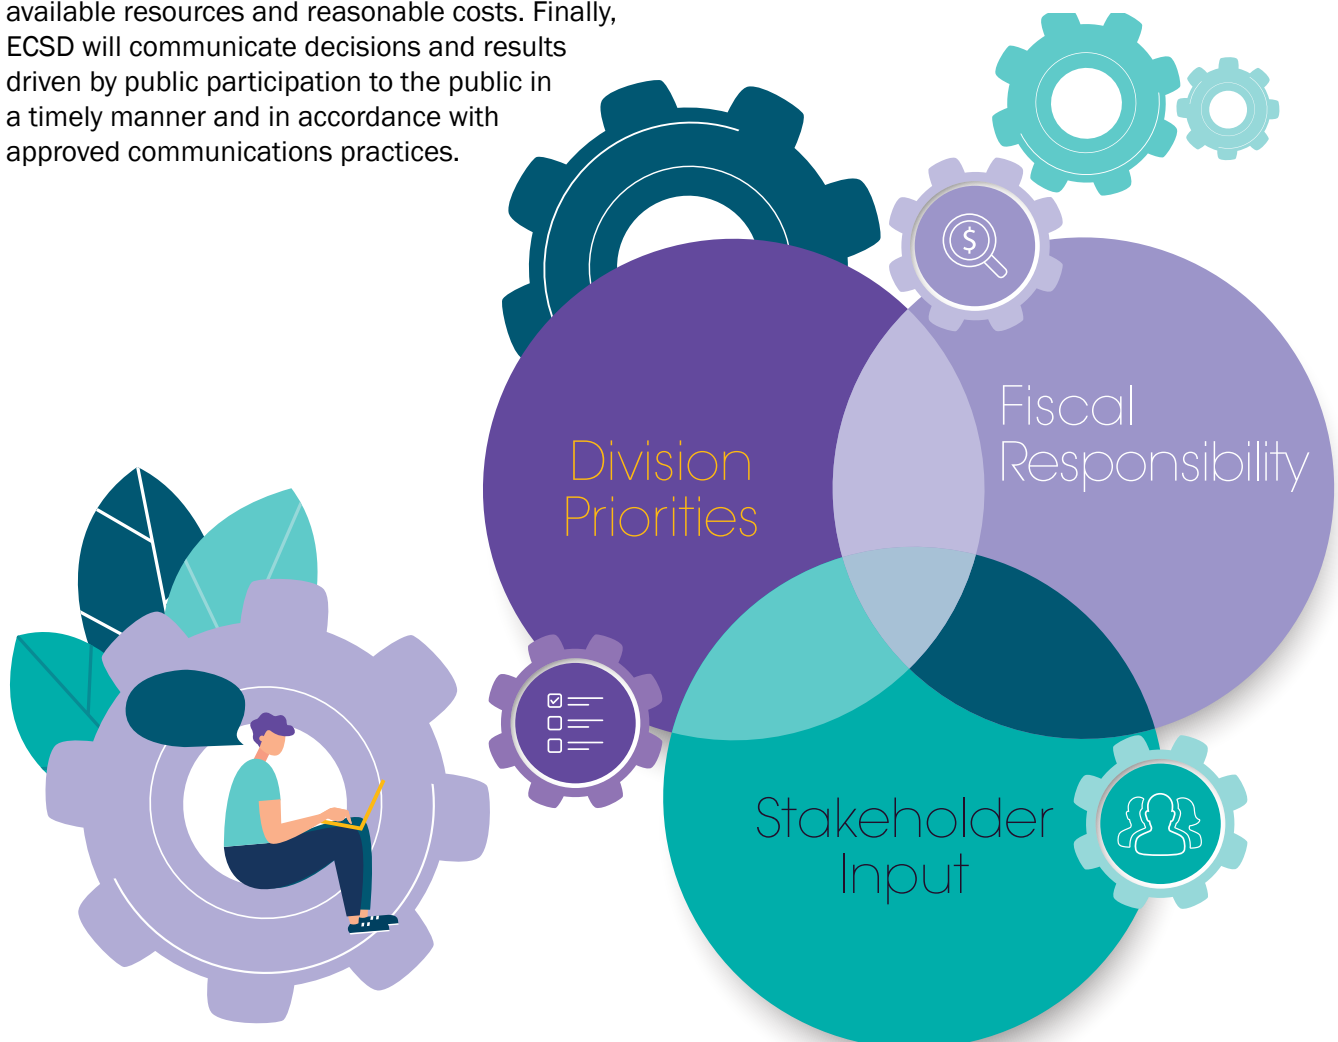 available resources and reasonable costs. Finally,
ECSD will communicate decisions and results
driven by public participation to the public in
a timely manner and in accordance with
approved communications practices.
$
Fiscal
Responsibility
Division
Priorities
Stakeholder
Input